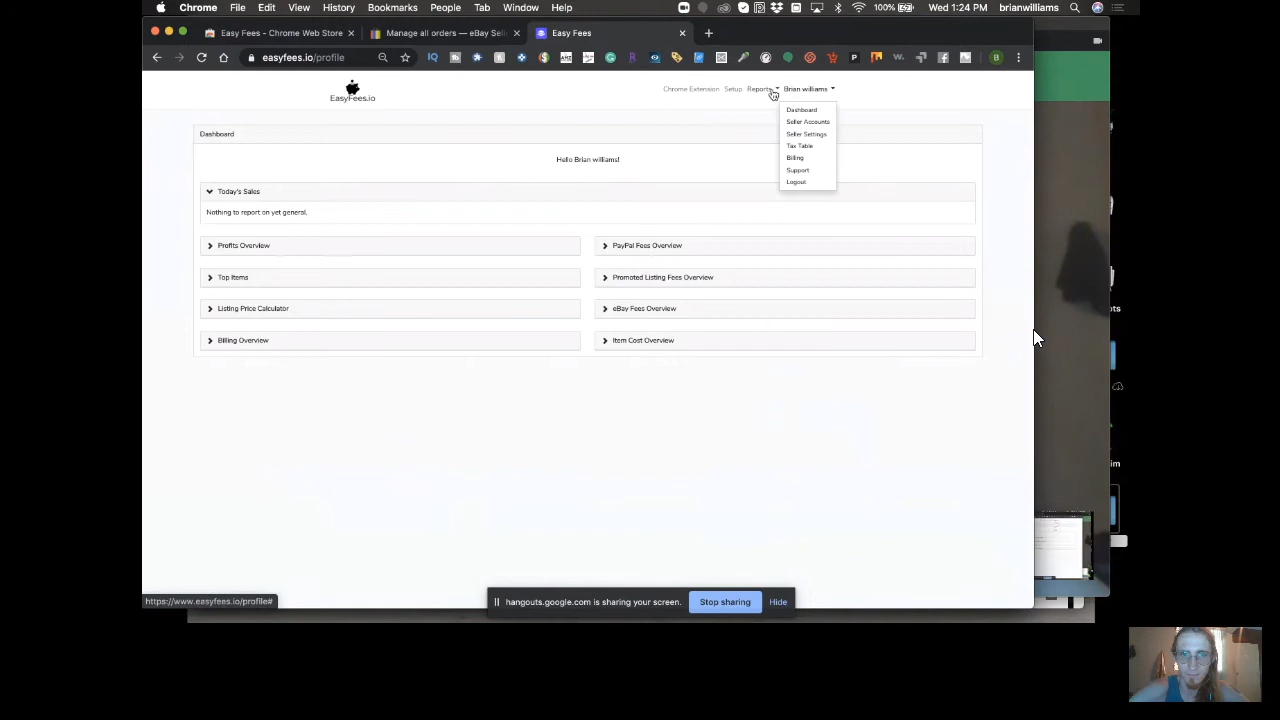 Chrome File Edit View History Bookmarks People Tab Window Help 100% Wed 1:24 PM brianwilliams
Easy Fees - Chrome Web Store Manage all orders — eBay Sell Easy Fees
easyfees.io/profile
EasyFees.io
Chrome Extension Setup Reports Brian williams
Dashboard
Seller Accounts
Seller Settings
Tax Table
Billing
Support
Logout
Dashboard
Hello Brian williams!
Today's Sales
Nothing to report on yet general.
Profits Overview PayPal Fees Overview
Top Items Promoted Listing Fees Overview
Listing Price Calculator eBay Fees Overview
Billing Overview Item Cost Overview
https://www.easyfees.io/profile#
hangouts.google.com is sharing your screen. Stop sharing Hide